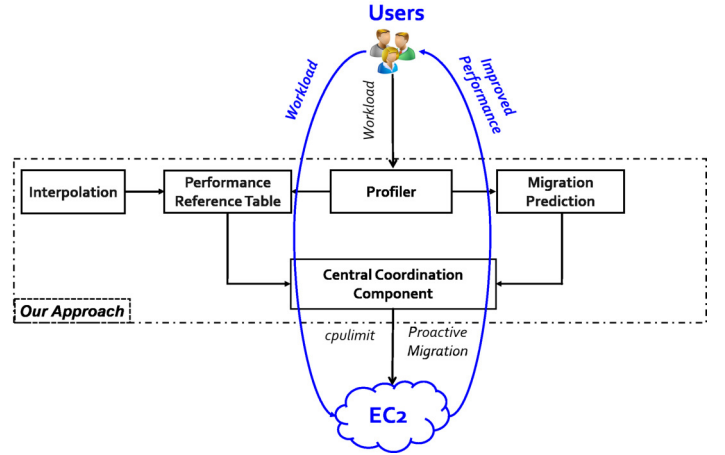 Users
Workload
Workload
Improved
Performance
Interpolation
Performance
Reference Table
Profiler
Migration
Prediction
Central Coordination
Component
Our Approach
cpulimit
Proactive
Migration
EC2